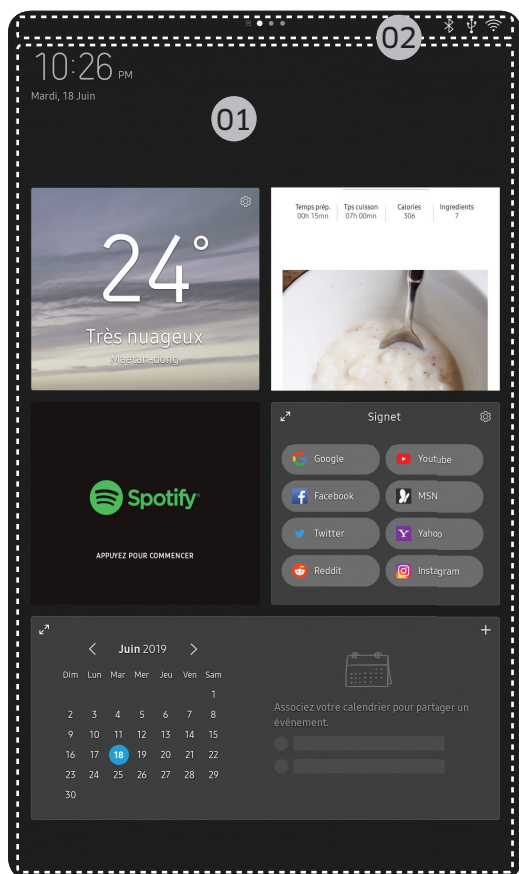 02
10:26 PM
Mardi, 18 Juin
01
24°
Très nuageux
Maetan-dong
Temps prép. Tps cuisson Calories Ingredients
00h 15mn 07h 00mn 306 7
Spotify
APPUYEZ POUR COMMENCER
Signet
Google Youtube
Facebook MSN
Twitter Yahoo
Reddit Instagram
Juin 2019
Dim Lun Mar Mer Jeu Ven Sam
1
2 3 4 5 6 7 8
9 10 11 12 13 14 15
16 17 18 19 20 21 22
23 24 25 26 27 28 29
30
Associez votre calendrier pour partager un
événement.